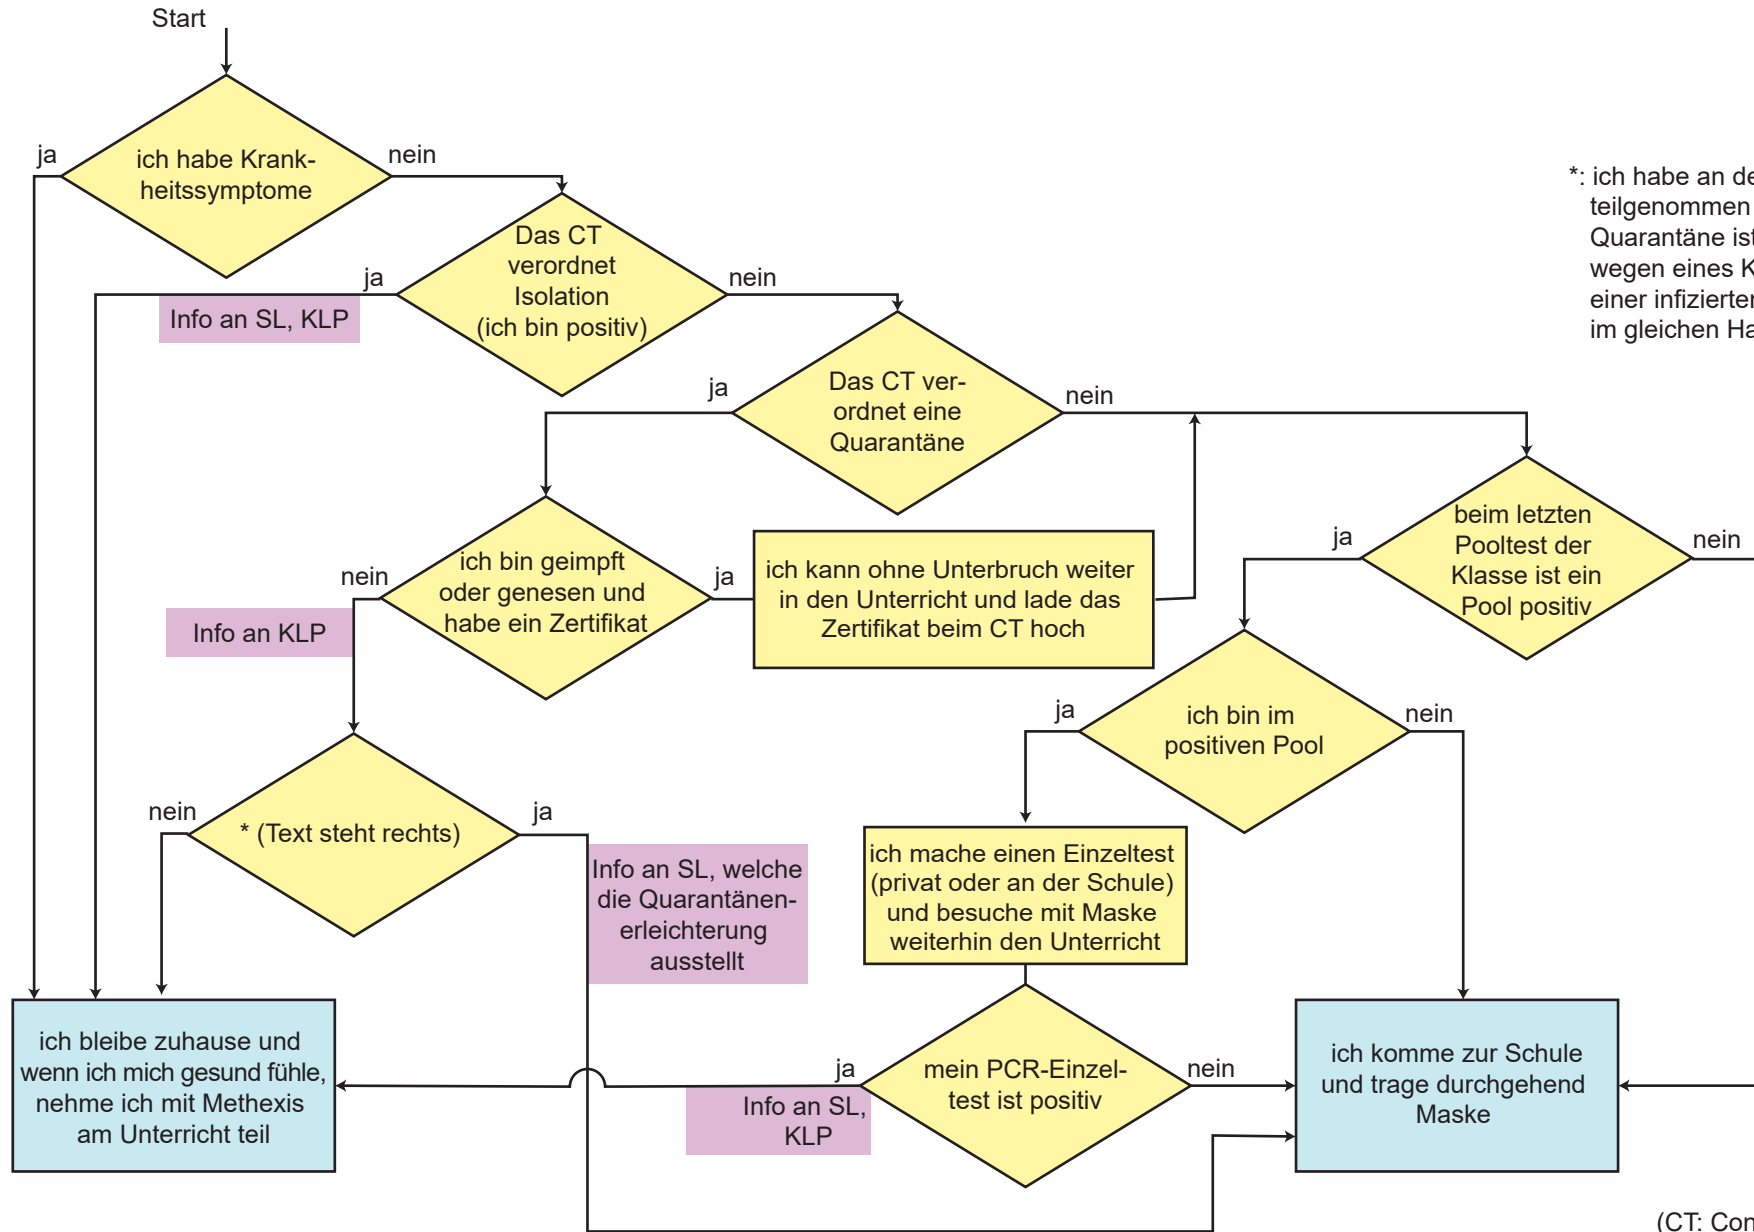 Start
ja
ich habe Krank-
heitssymptome
nein
*: ich habe an de
teilgenommen
Quarantäne ist
wegen eines K
einer infizierter
im gleichen Ha
ja
Das CT
verordnet
Isolation
(ich bin positiv)
nein
Info an SL, KLP
ja
Das CT ver-
ordnet eine
Quarantäne
nein
nein
ich bin geimpft
oder genesen und
habe ein Zertifikat
ja
ich kann ohne Unterbruch weiter
in den Unterricht und lade das
Zertifikat beim CT hoch
ja
beim letzten
Pooltest der
Klasse ist ein
Pool positiv
nein
Info an KLP
ja
ich bin im
positiven Pool
nein
nein
* (Text steht rechts)
ja
Info an SL, welche
die Quarantänen-
erleichterung
ausstellt
ich mache einen Einzeltest
(privat oder an der Schule)
und besuche mit Maske
weiterhin den Unterricht
ich bleibe zuhause und
wenn ich mich gesund fühle,
nehme ich mit Methexis
am Unterricht teil
ja
mein PCR-Einzel-
test ist positiv
nein
Info an SL,
KLP
ich komme zur Schule
und trage durchgehend
Maske
(CT: Con